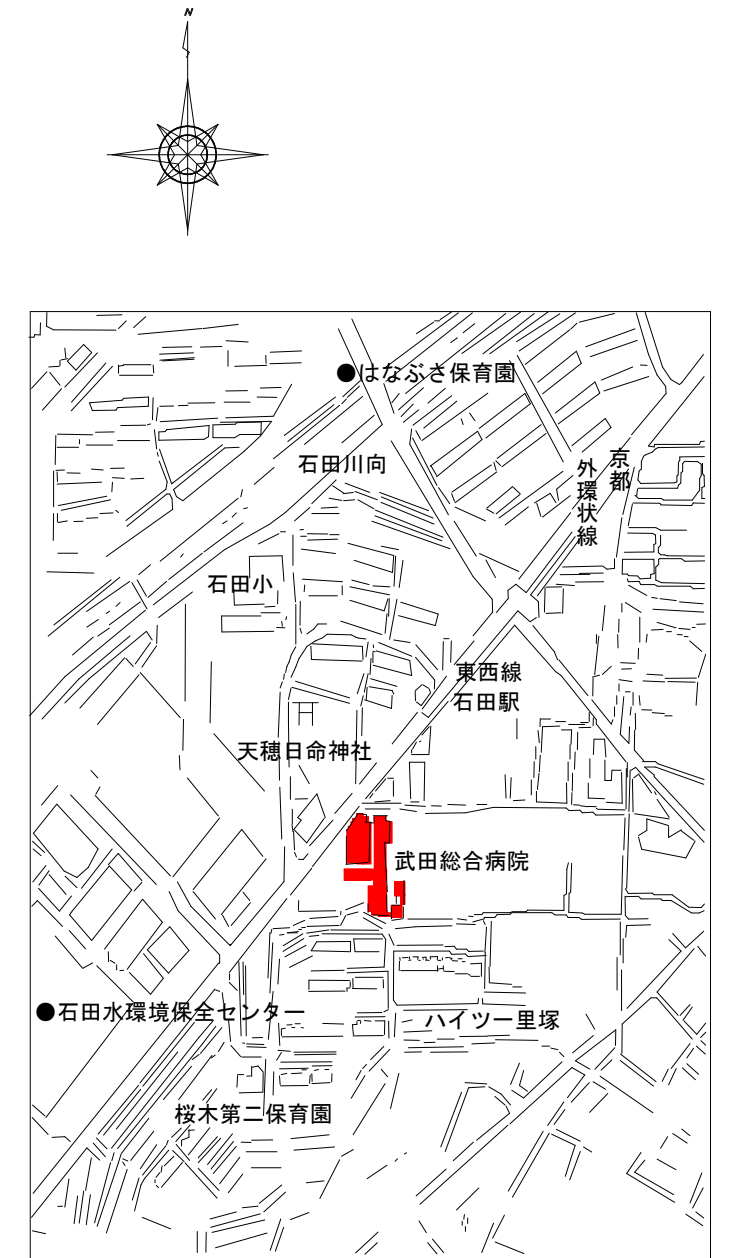 N
●はなぶさ保育園
石田川向
京都
外環状線
石田小
東西線
石田駅
天穂日命神社
武田総合病院
●石田水環境保全センター
ハイツ一里塚
桜木第二保育園